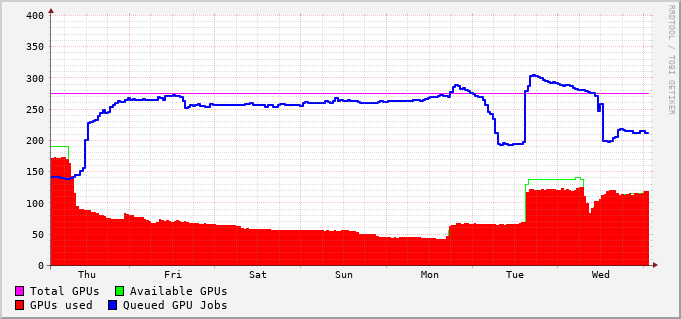 400
350
300
250
200
150
100
50
0
Thu Fri Sat Sun Mon Tue Wed
Total GPUs Available GPUs
GPUs used Queued GPU Jobs
RRDTOOL / TOBI OETIKER